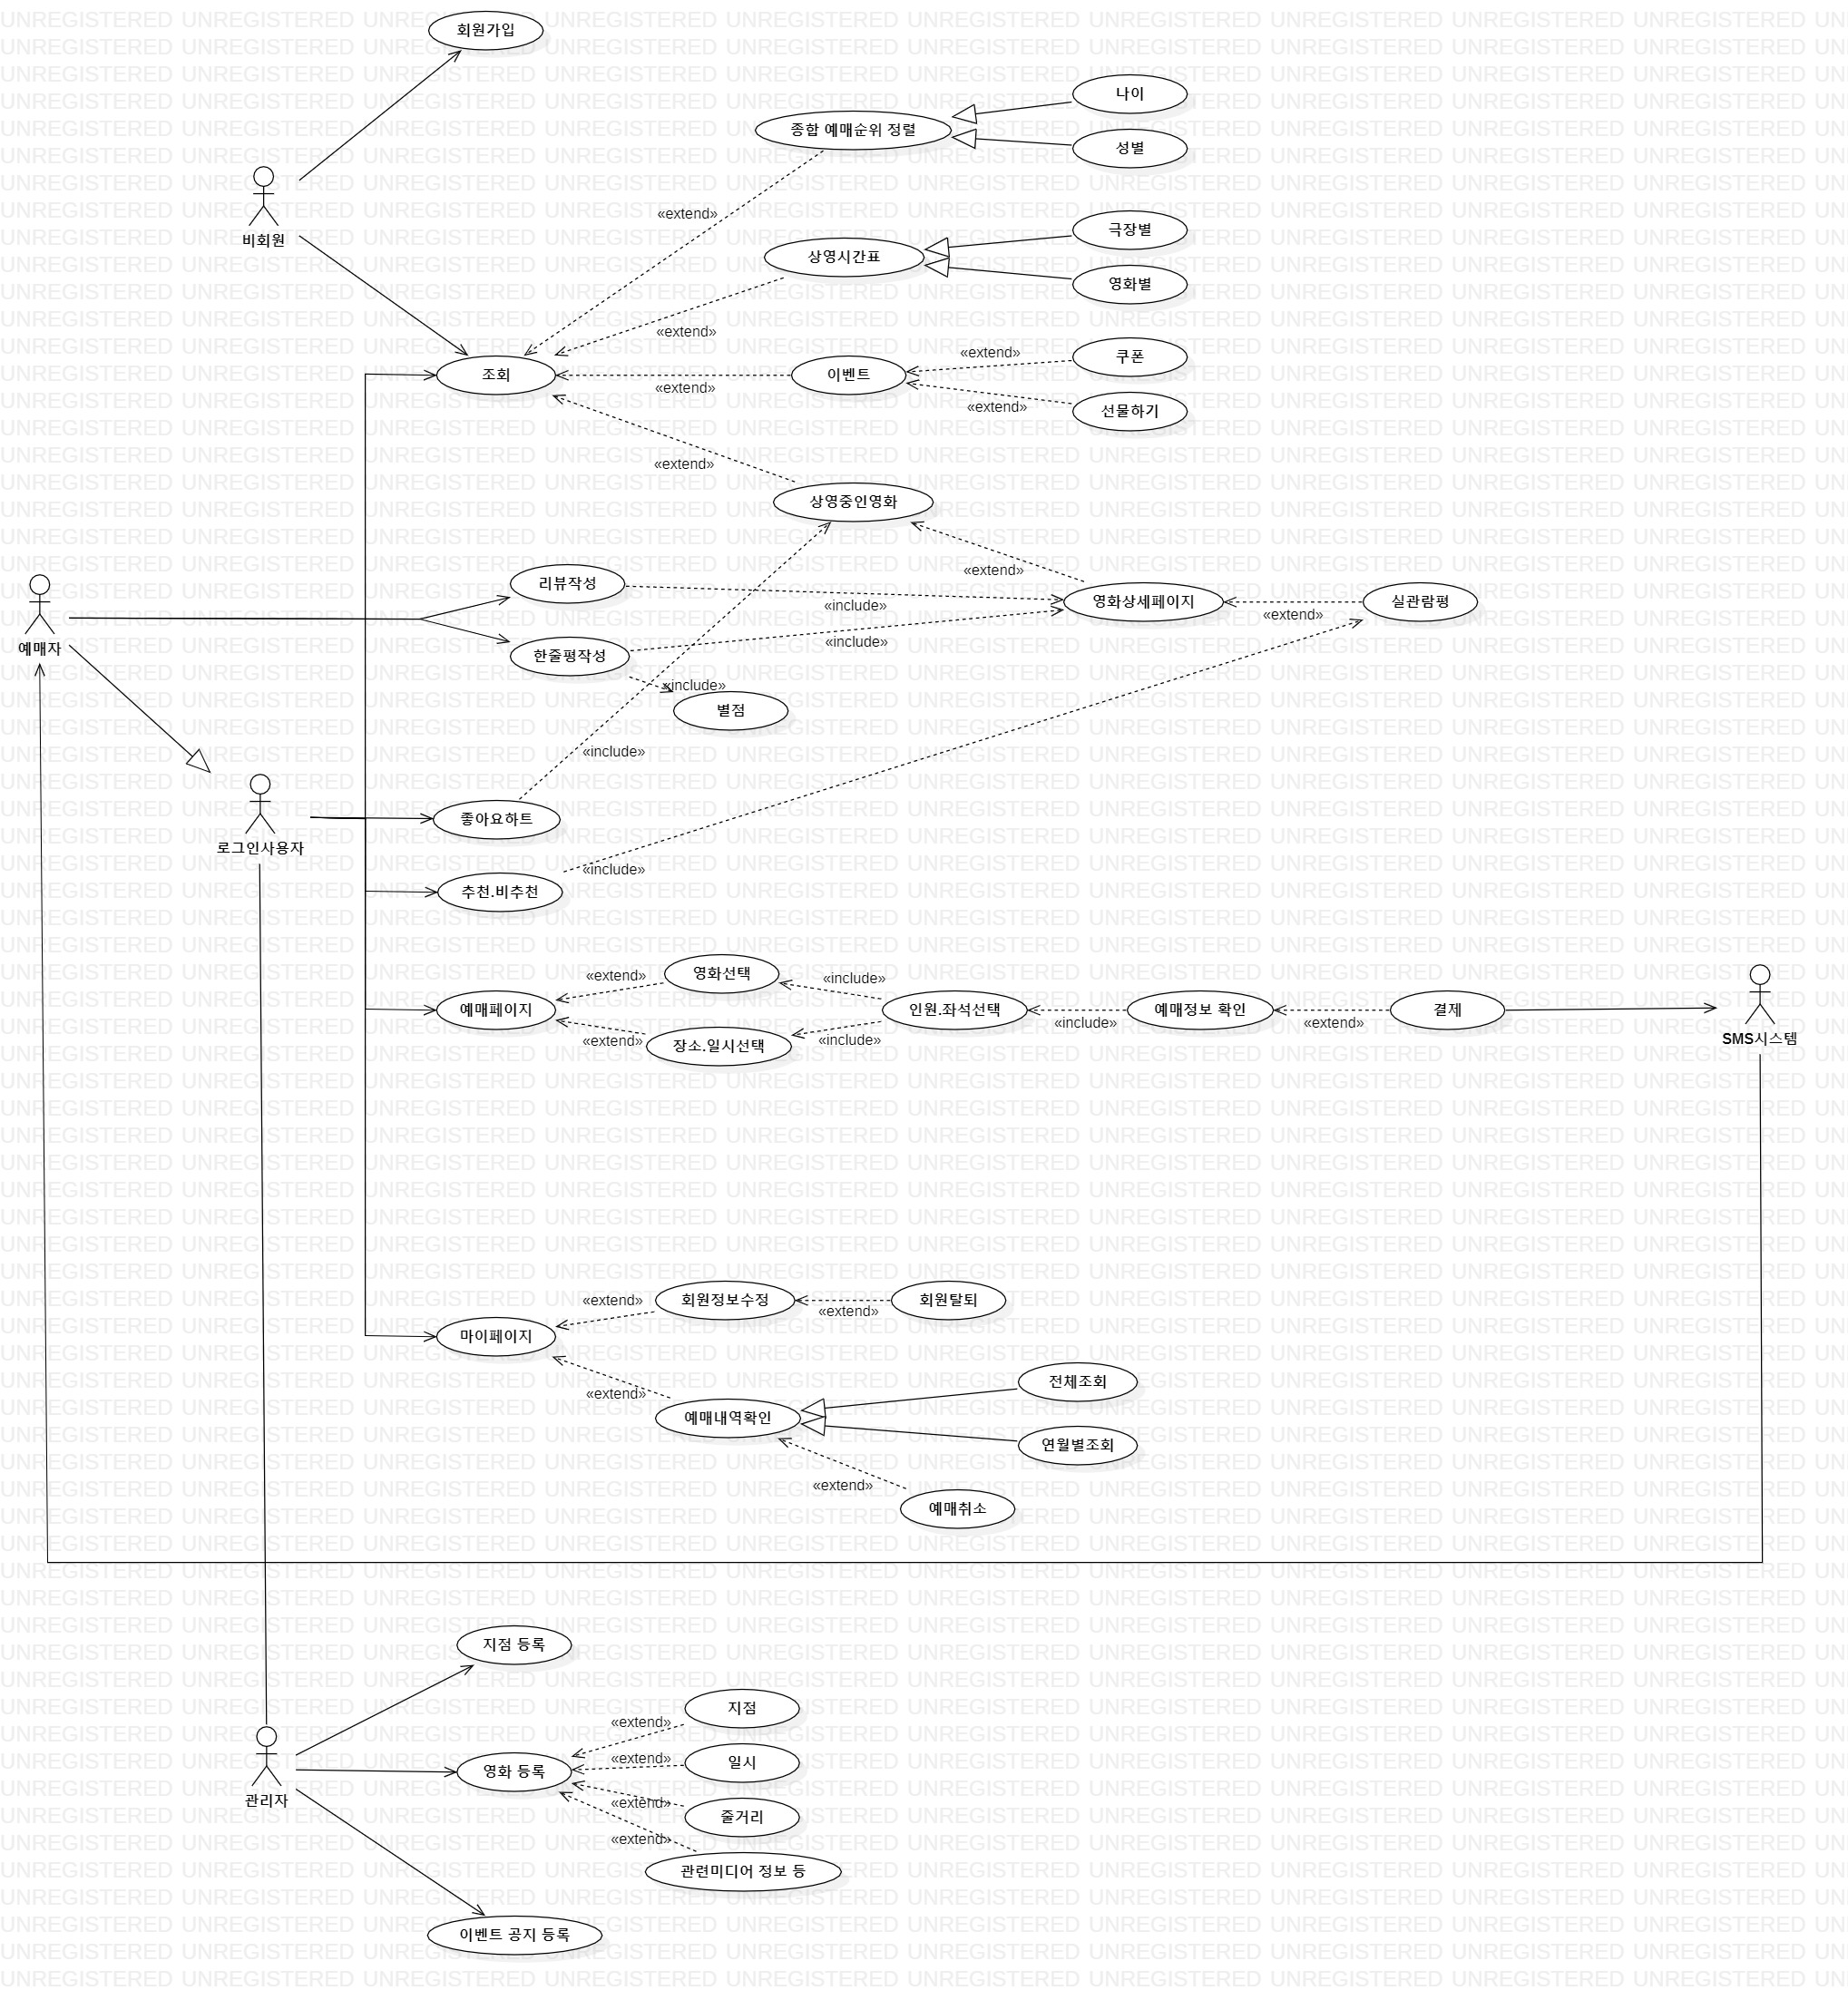 회원가입
나이
종합 예매순위 정렬
성별
비회원
«extend»
극장별
상영시간표
영화별
«extend»
조회
이벤트
«extend»
쿠폰
«extend»
선물하기
«extend»
«extend»
상영중인영화
«extend»
리뷰작성
«include»
영화상세페이지
실관람평
«extend»
예매자
한줄평작성
«include»
«include»
별점
«include»
좋아요하트
로그인사용자
«include»
추천.비추천
영화선택
«extend»
«include»
예매페이지
인원.좌석선택
예매정보 확인
결제
«include»
«extend»
SMS시스템
«extend»
장소.일시선택
«include»
«extend»
회원정보수정
회원탈퇴
«extend»
마이페이지
전체조회
«extend»
예매내역확인
연월별조회
«extend»
예매취소
지점 등록
지점
«extend»
«extend»
일시
영화 등록
관리자
«extend»
줄거리
«extend»
관련미디어 정보 등
이벤트 공지 등록
UNREGISTERED